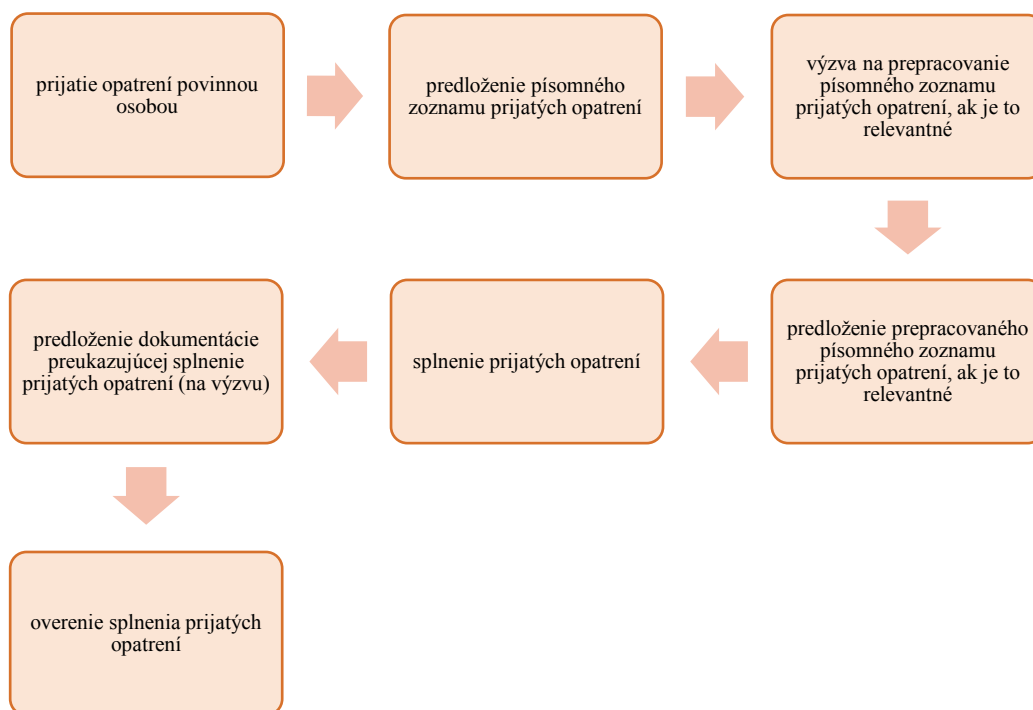 prijatie opatrení povinnou
osobou
predloženie písomného
zoznamu prijatých opatrení
výzva na prepracovanie
písomného zoznamu
prijatých opatrení, ak je to
relevantné
predloženie prepracovaného
písomného zoznamu
prijatých opatrení, ak je to
relevantné
splnenie prijatých opatrení
predloženie dokumentácie
preukazujúcej splnenie
prijatých opatrení (na výzvu)
overenie splnenia prijatých
opatrení